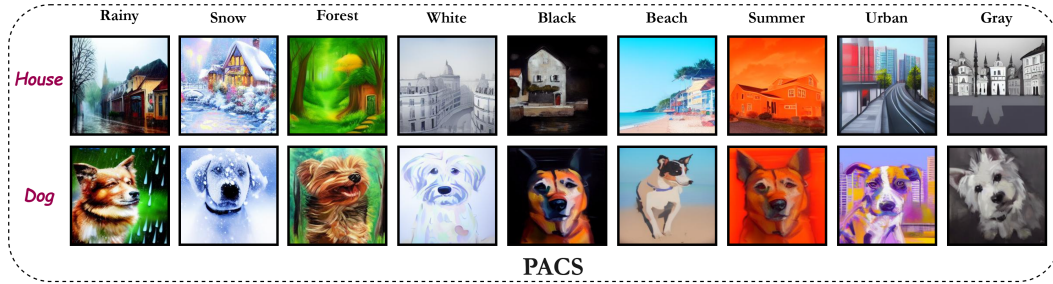 Rainy Snow Forest White Black Beach Summer Urban Gray
House
Dog
PACS